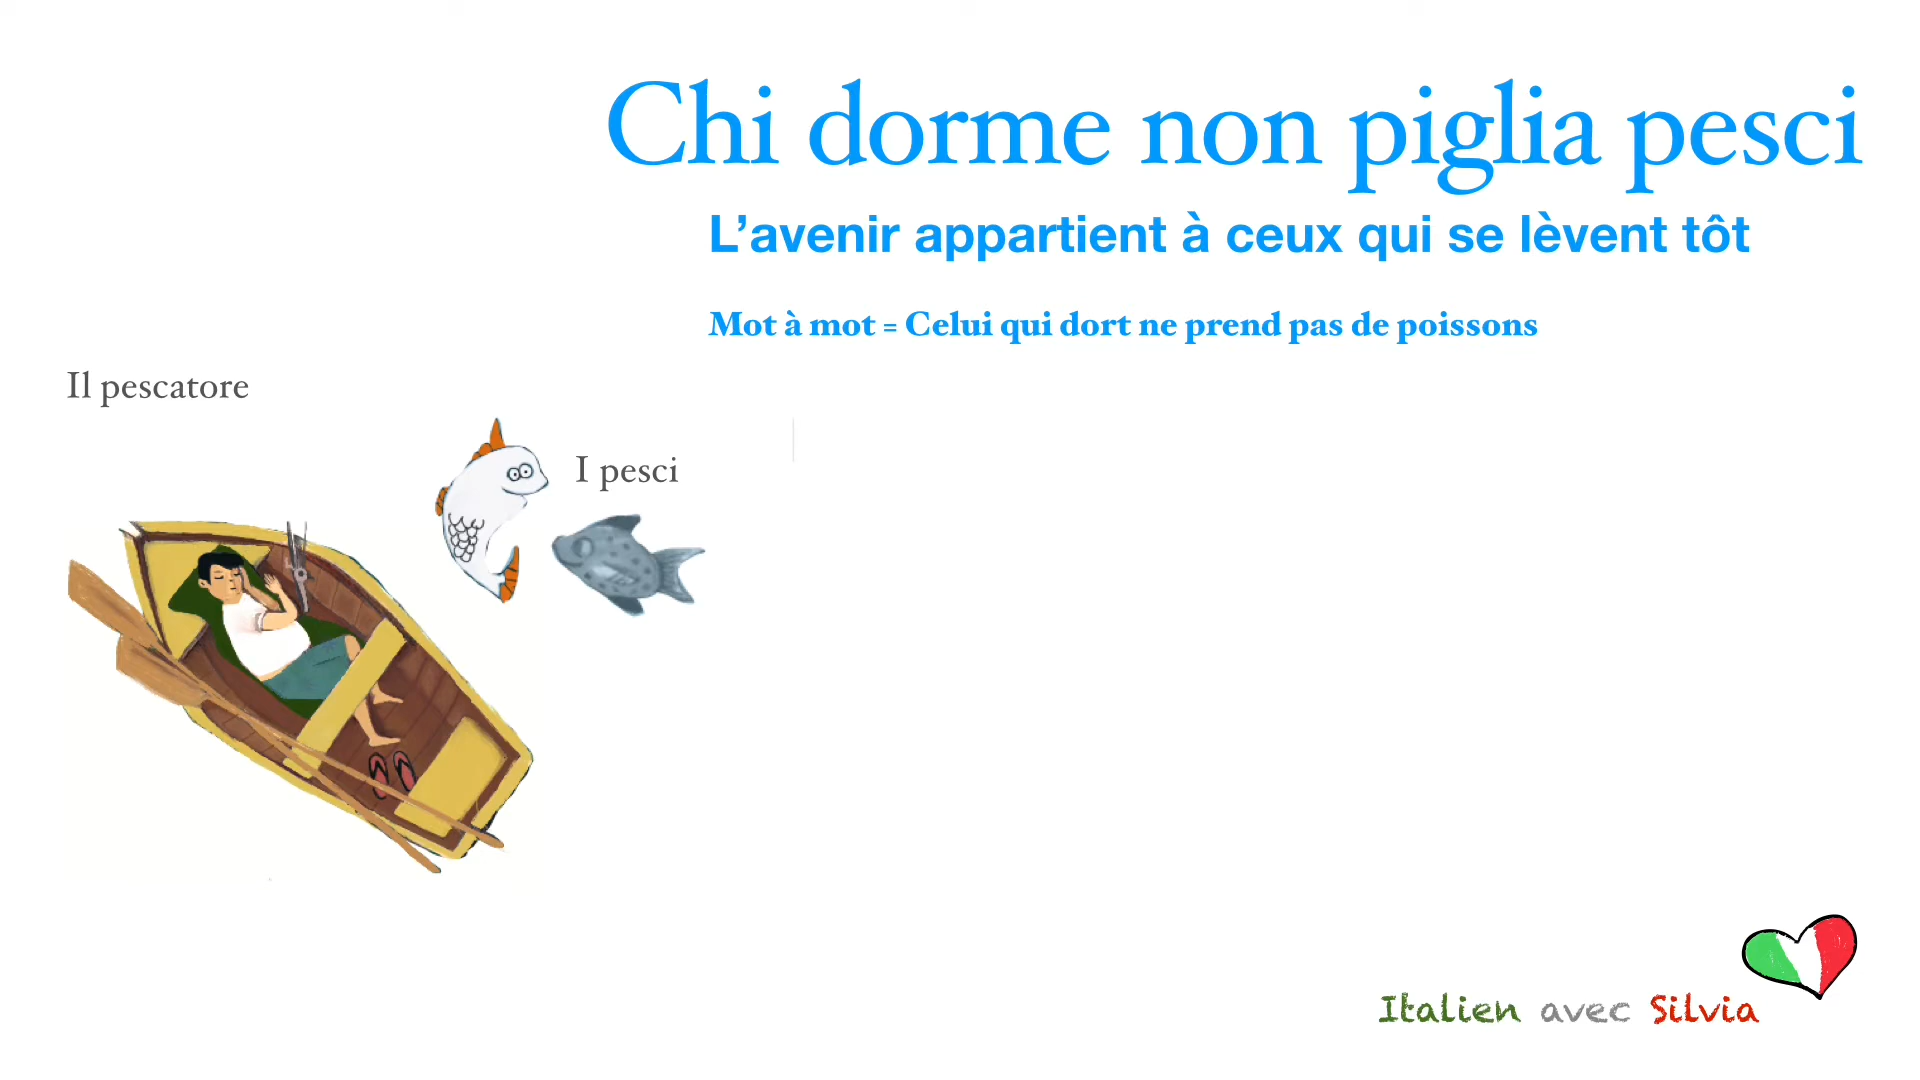 Chi dorme non piglia pesci
L’avenir appartient à ceux qui se lèvent tôt
Mot à mot = Celui qui dort ne prend pas de poissons
Il pescatore
I pesci
Italien avec Silvia